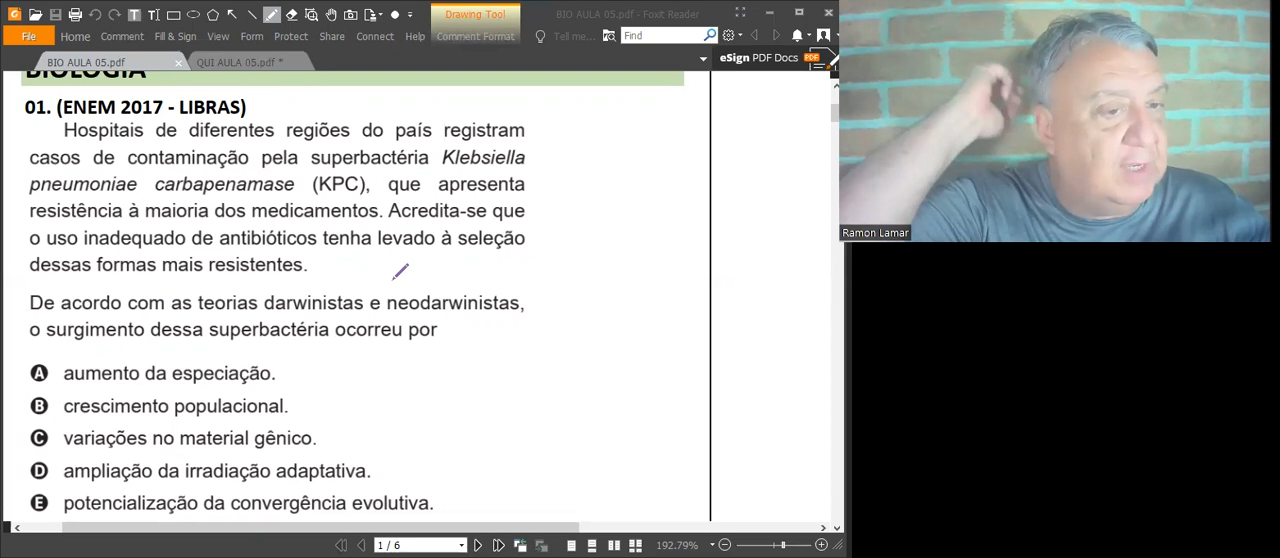 Drawing Tool
BIO AULA 05.pdf - Foxit Reader
File Home Comment Fill & Sign View Form Protect Share Connect Help Comment Format Tell me... Find
BIO AULA 05.pdf QUI AULA 05.pdf * eSign PDF Docs PDF
BIOLOGIA
01. (ENEM 2017 - LIBRAS)
Hospitais de diferentes regiões do país registram
casos de contaminação pela superbactéria Klebsiella
pneumoniae carbapenamase (KPC), que apresenta
resistência à maioria dos medicamentos. Acredita-se que
o uso inadequado de antibióticos tenha levado à seleção
dessas formas mais resistentes.
De acordo com as teorias darwinistas e neodarwinistas,
o surgimento dessa superbactéria ocorreu por
A aumento da especiação.
B crescimento populacional.
C variações no material gênico.
D ampliação da irradiação adaptativa.
E potencialização da convergência evolutiva.
1 / 6 192.79%
Ramon Lamar